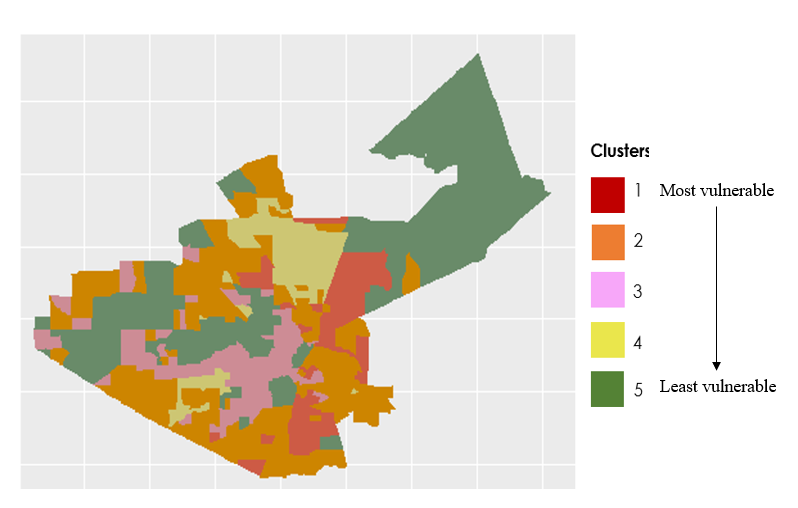 Clusters
1 Most vulnerable
2
3
4
5 Least vulnerable